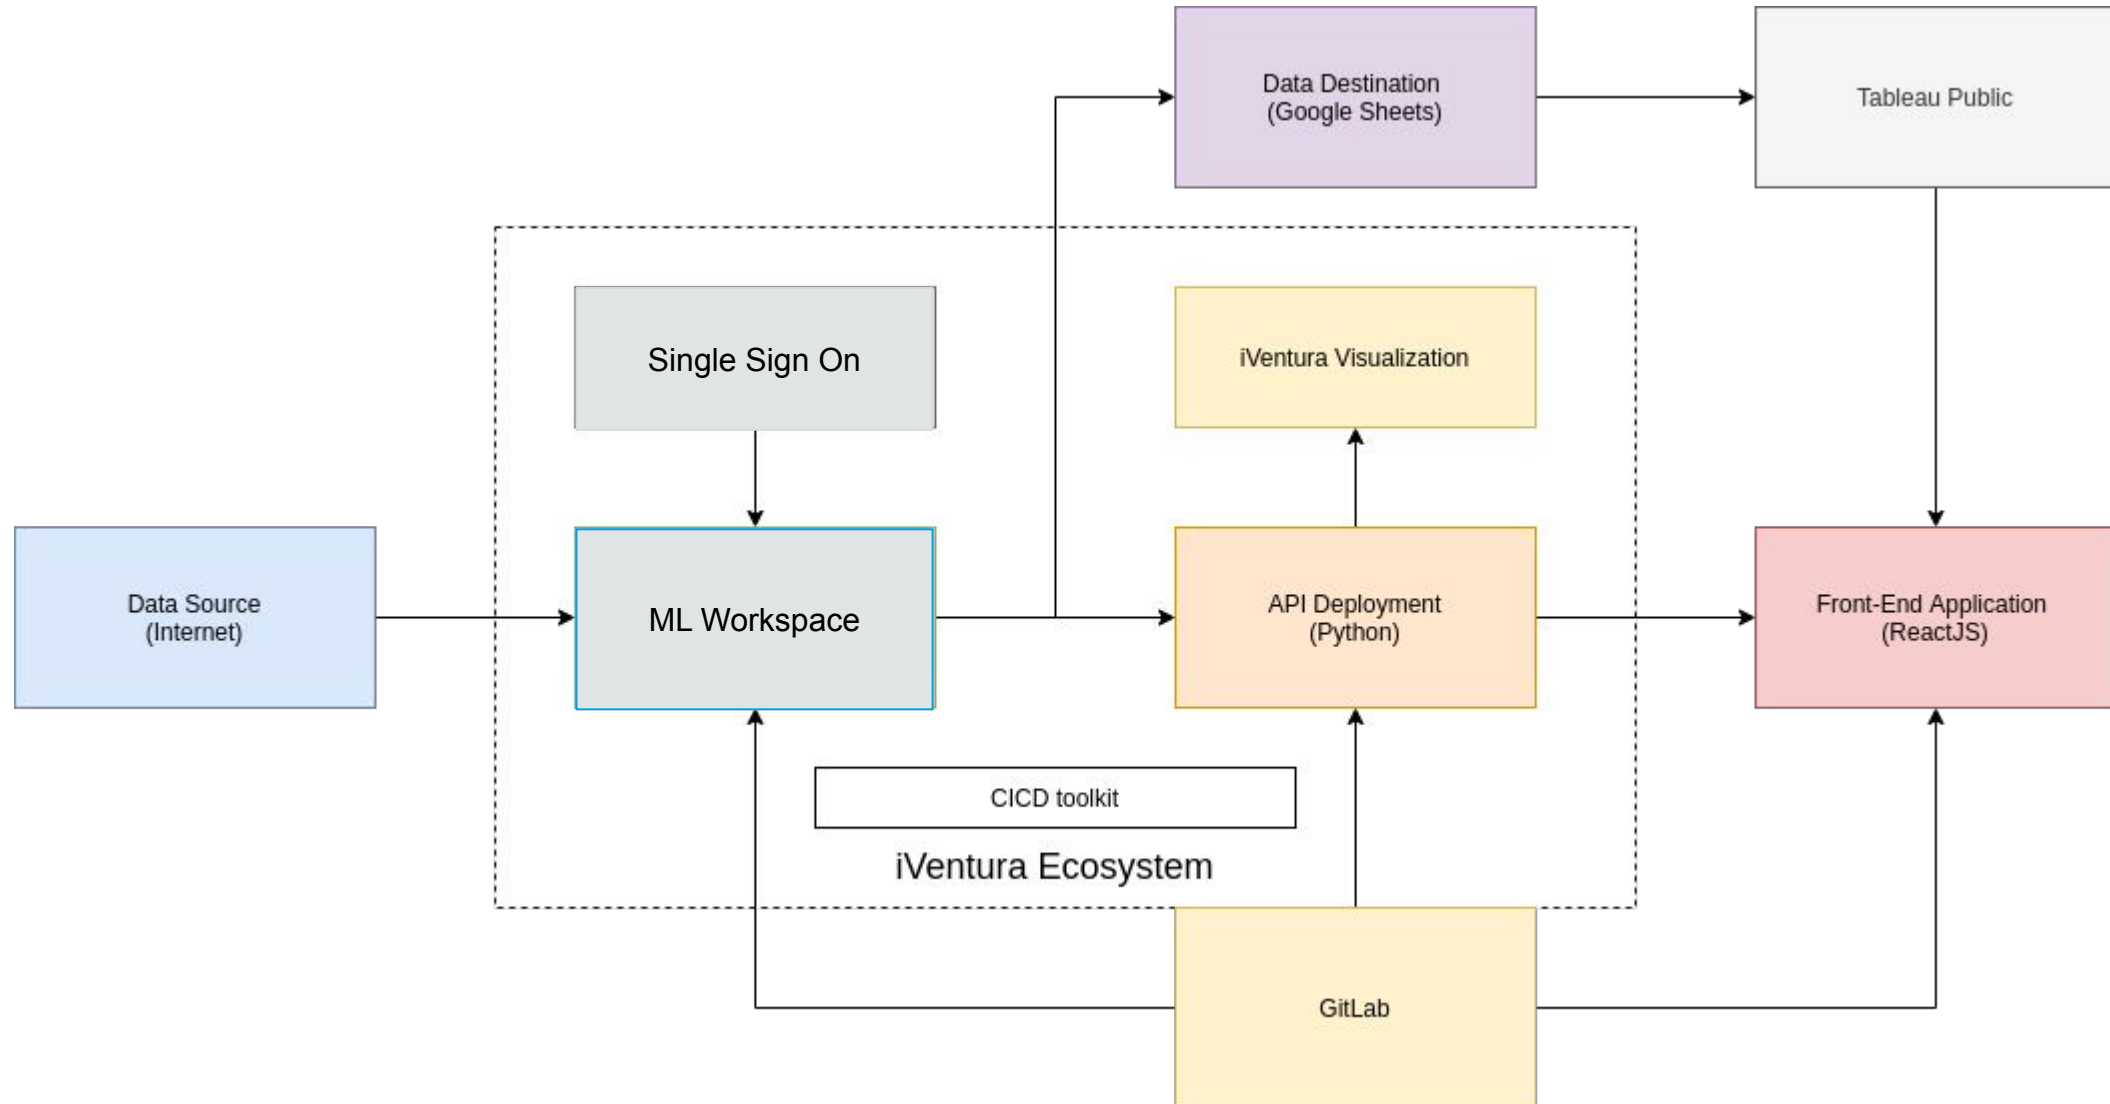 Data Destination
(Google Sheets)
Tableau Public
Single Sign On
iVentura Visualization
Data Source
(Internet)
ML Workspace
API Deployment
(Python)
Front-End Application
(ReactJS)
CICD toolkit
iVentura Ecosystem
GitLab